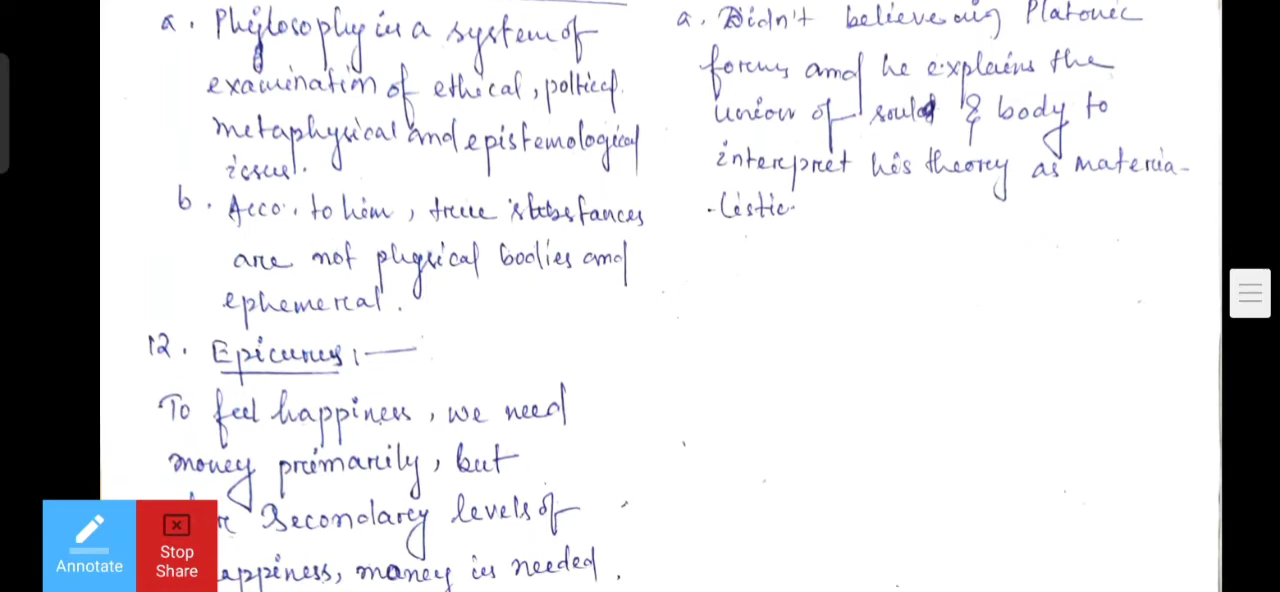 a. Philosophy is a system of
examination of ethical, poltical
metaphysical and epistemological
issues.
b. Acco. to him, true substances
are not physical bodies and
ephemeral.
12. Epicurus :—
To feel happiness, we need
money primarily, but
Secondary levels of
appiness, money is needed.
a. Didn't believe Platonic
forms and he explains the
union of soul & body to
interpret his theory as materia-
-listic.
Annotate
Stop
Share